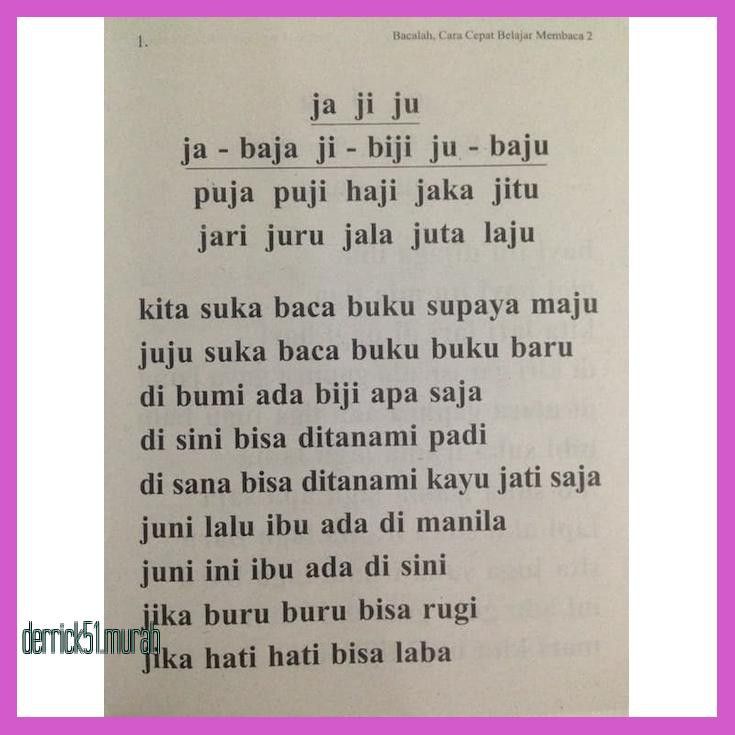 1.
Bacalah, Cara Cepat Belajar Membaca 2
ja ji ju
ja - baja ji - biji ju - baju
puja puji haji jaka jitu
jari juru jala juta laju
kita suka baca buku supaya maju
juju suka baca buku buku baru
di bumi ada biji apa saja
di sini bisa ditanami padi
di sana bisa ditanami kayu jati saja
juni lalu ibu ada di manila
juni ini ibu ada di sini
jika buru buru bisa rugi
derrick51.murah
jika hati hati bisa laba